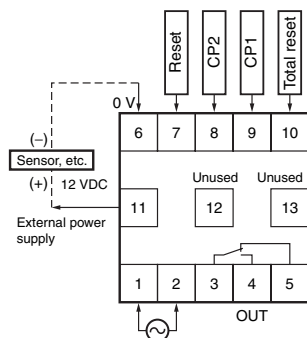 Reset
CP2
CP1
Total reset
0 V
(−)
6
7
8
9
10
Sensor, etc.
Unused
Unused
(+)
12 VDC
11
12
13
External power
supply
1
2
3
4
5
OUT